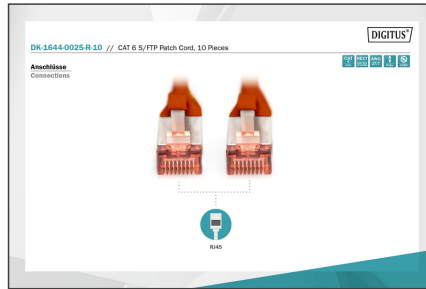 DIGITUS®
DK-1644-0025-R-10 // CAT 6 S/FTP Patch Cord, 10 Pieces
Anschlüsse
Connections
RJ45